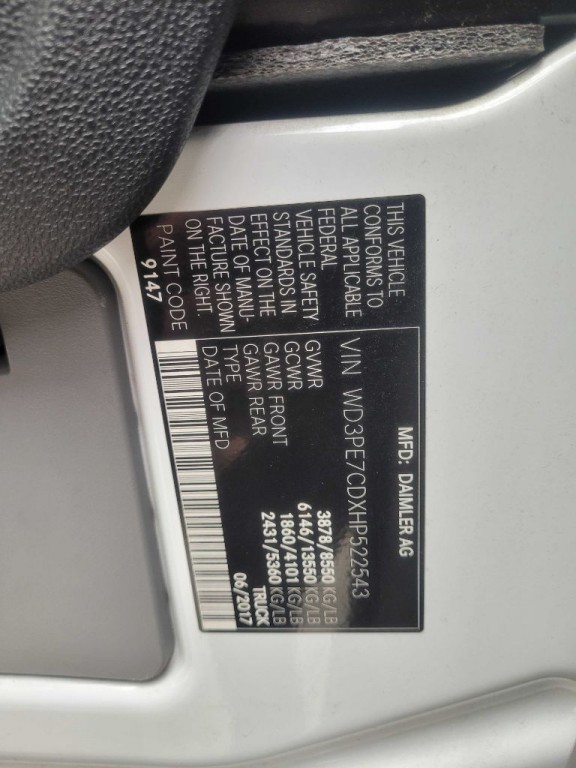 THIS VEHICLE
CONFORMS TO
ALL APPLICABLE
FEDERAL
VEHICLE SAFETY
STANDARDS IN
EFFECT ON THE
DATE OF MANU-
FACTURE SHOWN
ON THE RIGHT.
PAINT CODE
9147
MFD: DAIMLER AG
VIN WD3PE7CDXHP522543
GVWR 3878/8550 KG/LB
GCWR 6146/13550 KG/LB
GAWR FRONT 1860/4101 KG/LB
GAWR REAR 2431/5360 KG/LB
TYPE TRUCK
DATE OF MFD 06/2017